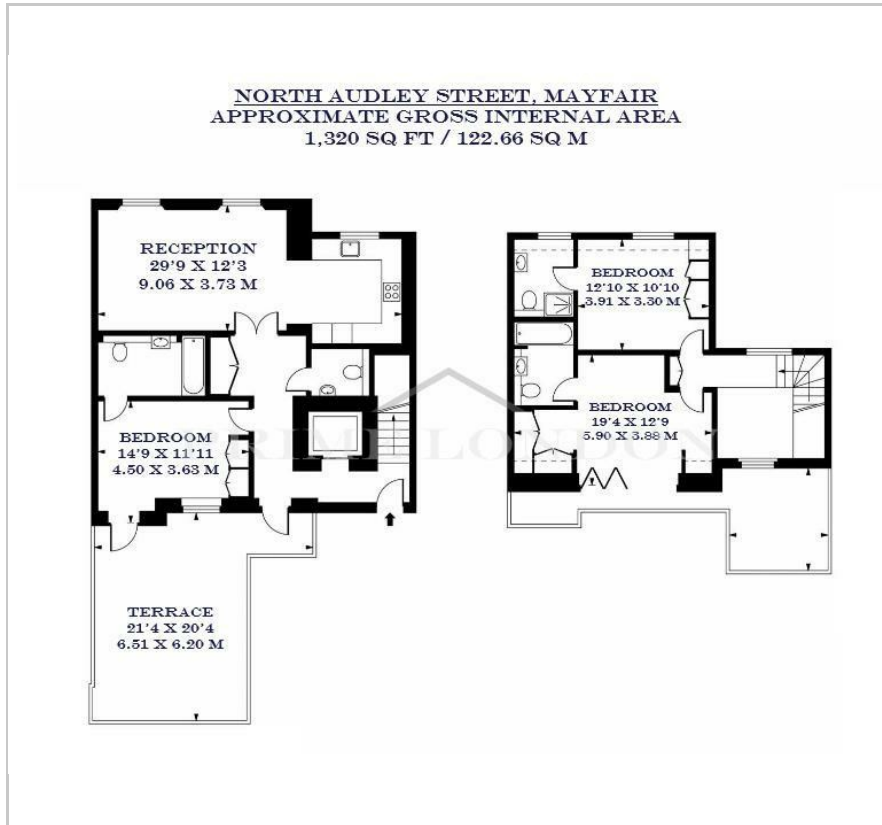 NORTH AUDLEY STREET, MAYFAIR
APPROXIMATE GROSS INTERNAL AREA
1,320 SQ FT / 122.66 SQ M
RECEPTION
29'9 X 12'3
9.06 X 3.73 M
BEDROOM
14'9 X 11'11
4.50 X 3.63 M
TERRACE
21'4 X 20'4
6.51 X 6.20 M
BEDROOM
12'10 X 10'10
3.91 X 3.30 M
BEDROOM
19'4 X 12'9
5.90 X 3.88 M
PRIME LONDON